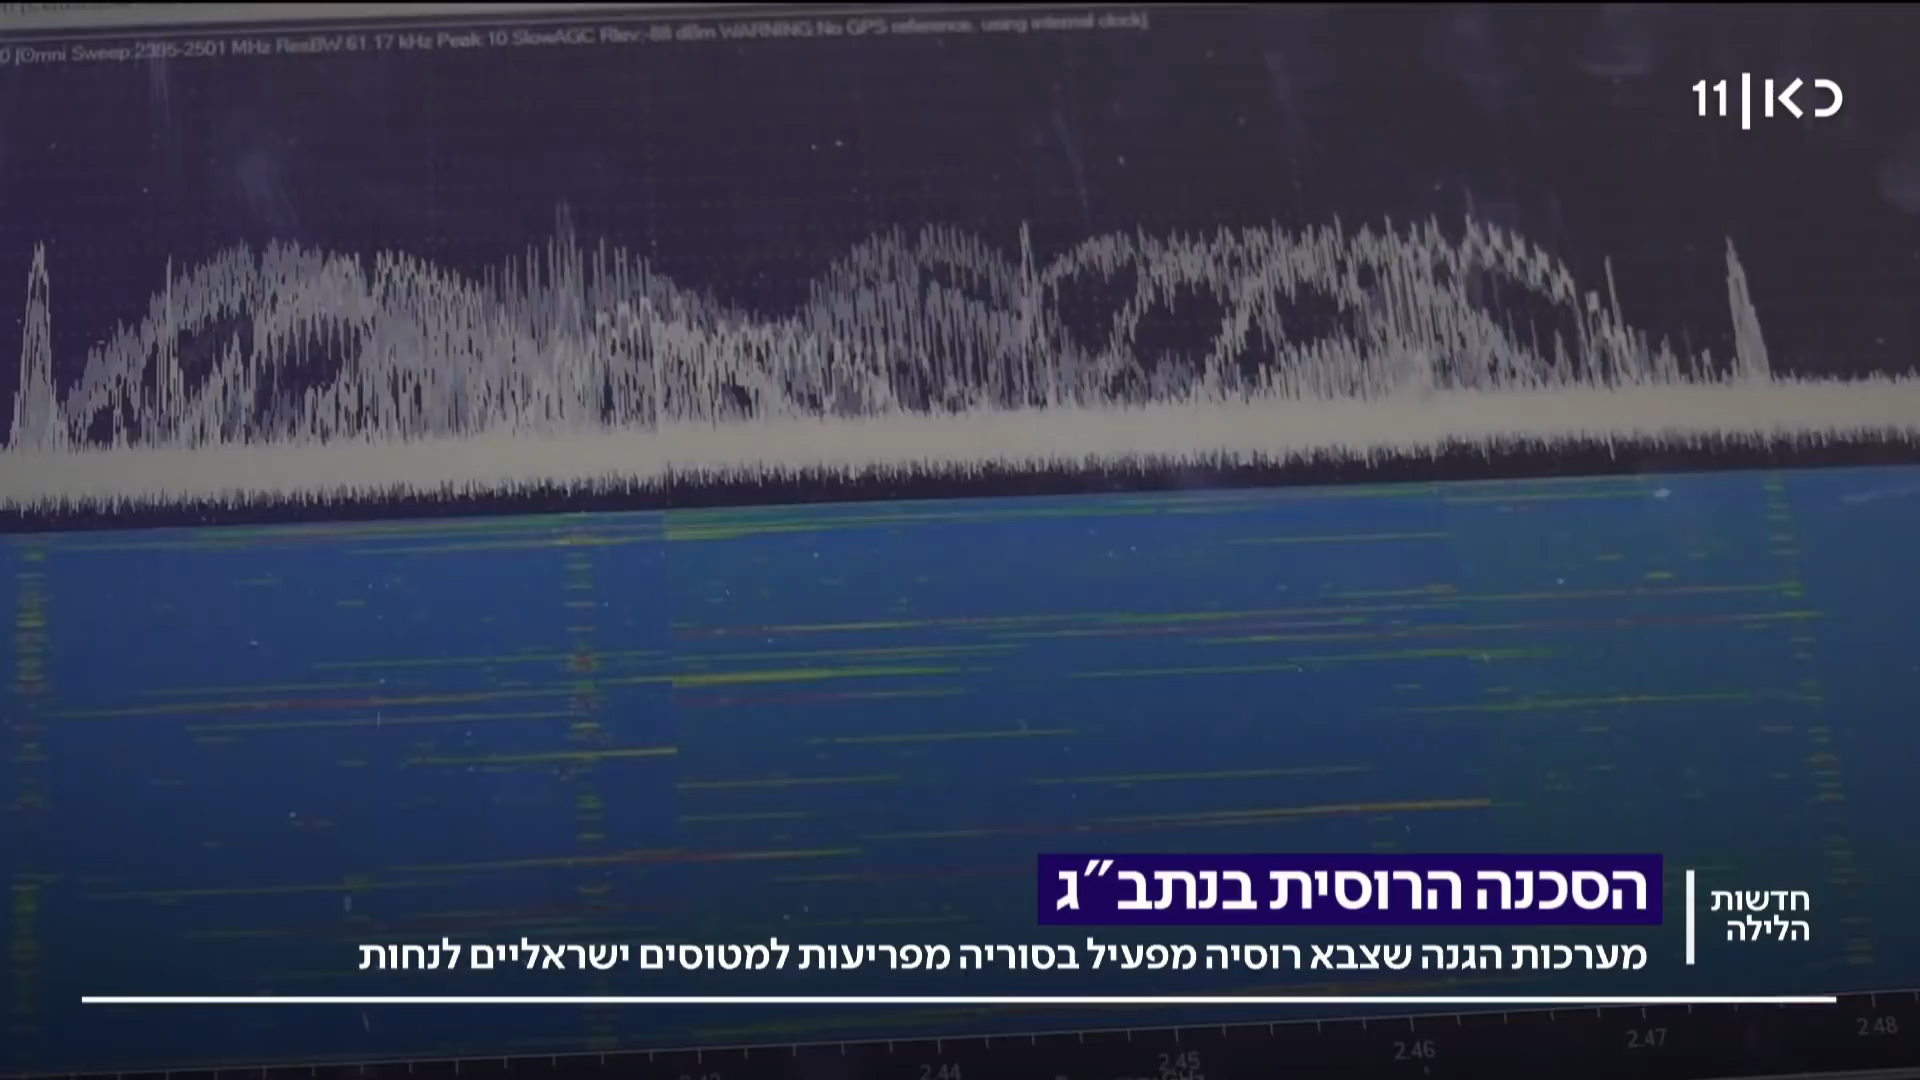 0 [Omni Sweep:2395-2501 MHz ResBW:61.17 kHz Peak:10 SlowAGC Rlev:-88 dBm WARNING:No GPS reference, using internal clock]
כאן 11
הסכנה הרוסית בנתב״ג
חדשות
הלילה
מערכות הגנה שצבא רוסיה מפעיל בסוריה מפריעות למטוסים ישראליים לנחות
2.44
2.45
2.46
2.47
2.48